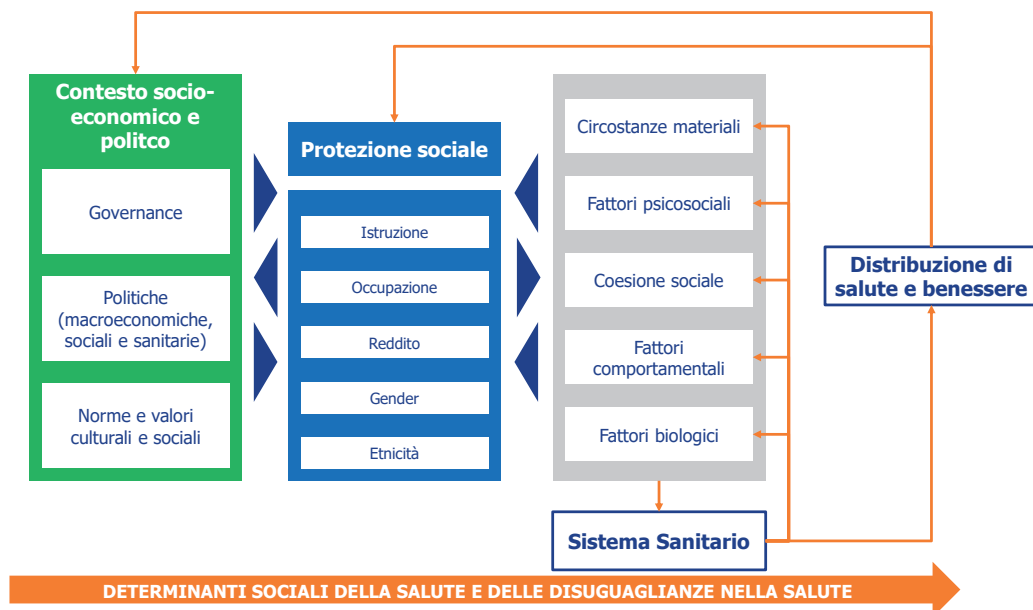 Contesto socio-
economico e
politco
Governance
Politiche
(macroeconomiche,
sociali e sanitarie)
Norme e valori
culturali e sociali
Protezione sociale
Istruzione
Occupazione
Reddito
Gender
Etnicità
Circostanze materiali
Fattori psicosociali
Coesione sociale
Fattori
comportamentali
Fattori biologici
Sistema Sanitario
Distribuzione di
salute e benessere
DETERMINANTI SOCIALI DELLA SALUTE E DELLE DISUGUAGLIANZE NELLA SALUTE